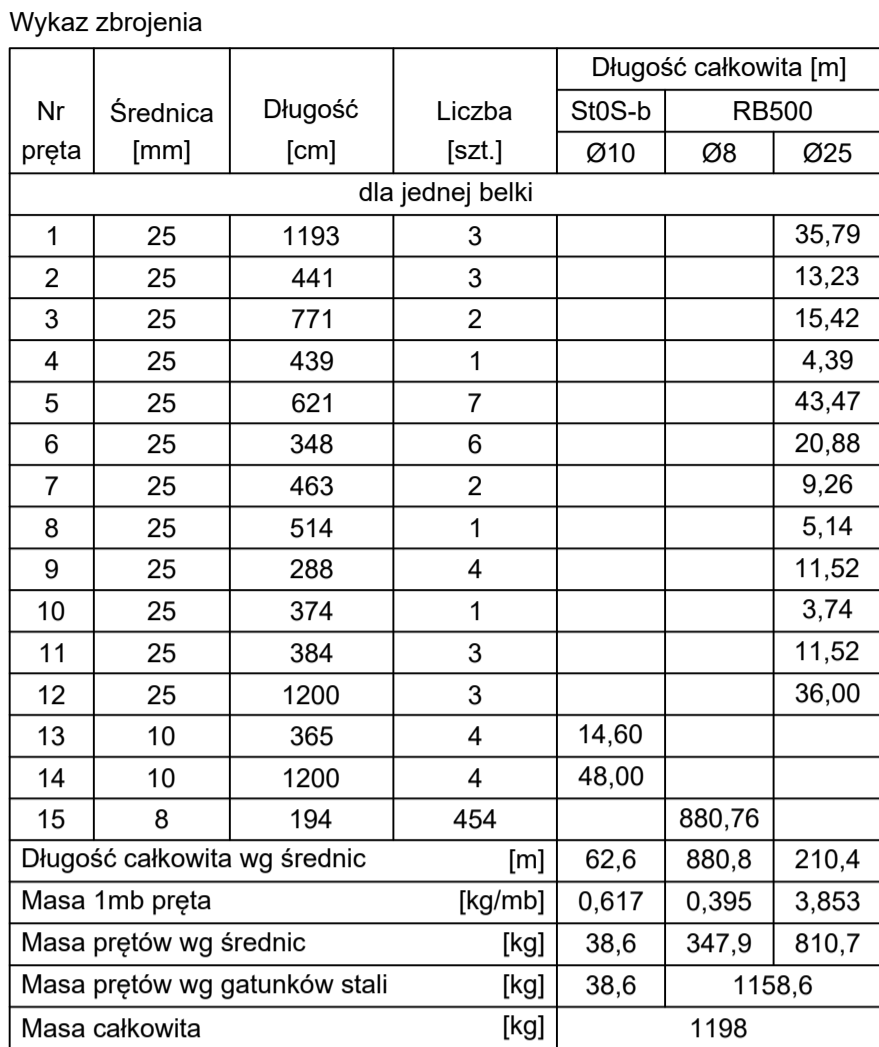 Wykaz zbrojenia
Nr pręta Średnica [mm] Długość [cm] Liczba [szt.] Długość całkowita [m]
St0S-b RB500
Ø10 Ø8 Ø25
dla jednej belki
1 25 1193 3 35,79
2 25 441 3 13,23
3 25 771 2 15,42
4 25 439 1 4,39
5 25 621 7 43,47
6 25 348 6 20,88
7 25 463 2 9,26
8 25 514 1 5,14
9 25 288 4 11,52
10 25 374 1 3,74
11 25 384 3 11,52
12 25 1200 3 36,00
13 10 365 4 14,60
14 10 1200 4 48,00
15 8 194 454 880,76
Długość całkowita wg średnic [m] 62,6 880,8 210,4
Masa 1mb pręta [kg/mb] 0,617 0,395 3,853
Masa prętów wg średnic [kg] 38,6 347,9 810,7
Masa prętów wg gatunków stali [kg] 38,6 1158,6
Masa całkowita [kg] 1198